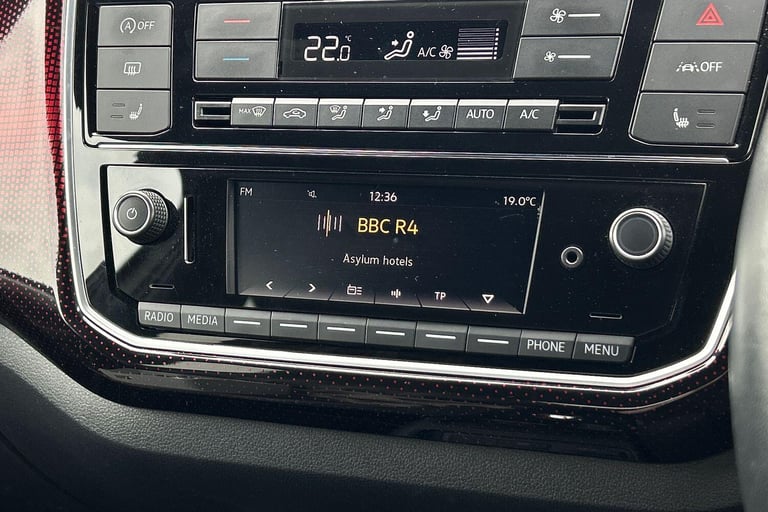 OFF
22.0 °C
A/C
OFF
MAX
AUTO
A/C
FM
12:36
19.0°C
BBC R4
Asylum hotels
TP
RADIO
MEDIA
PHONE
MENU